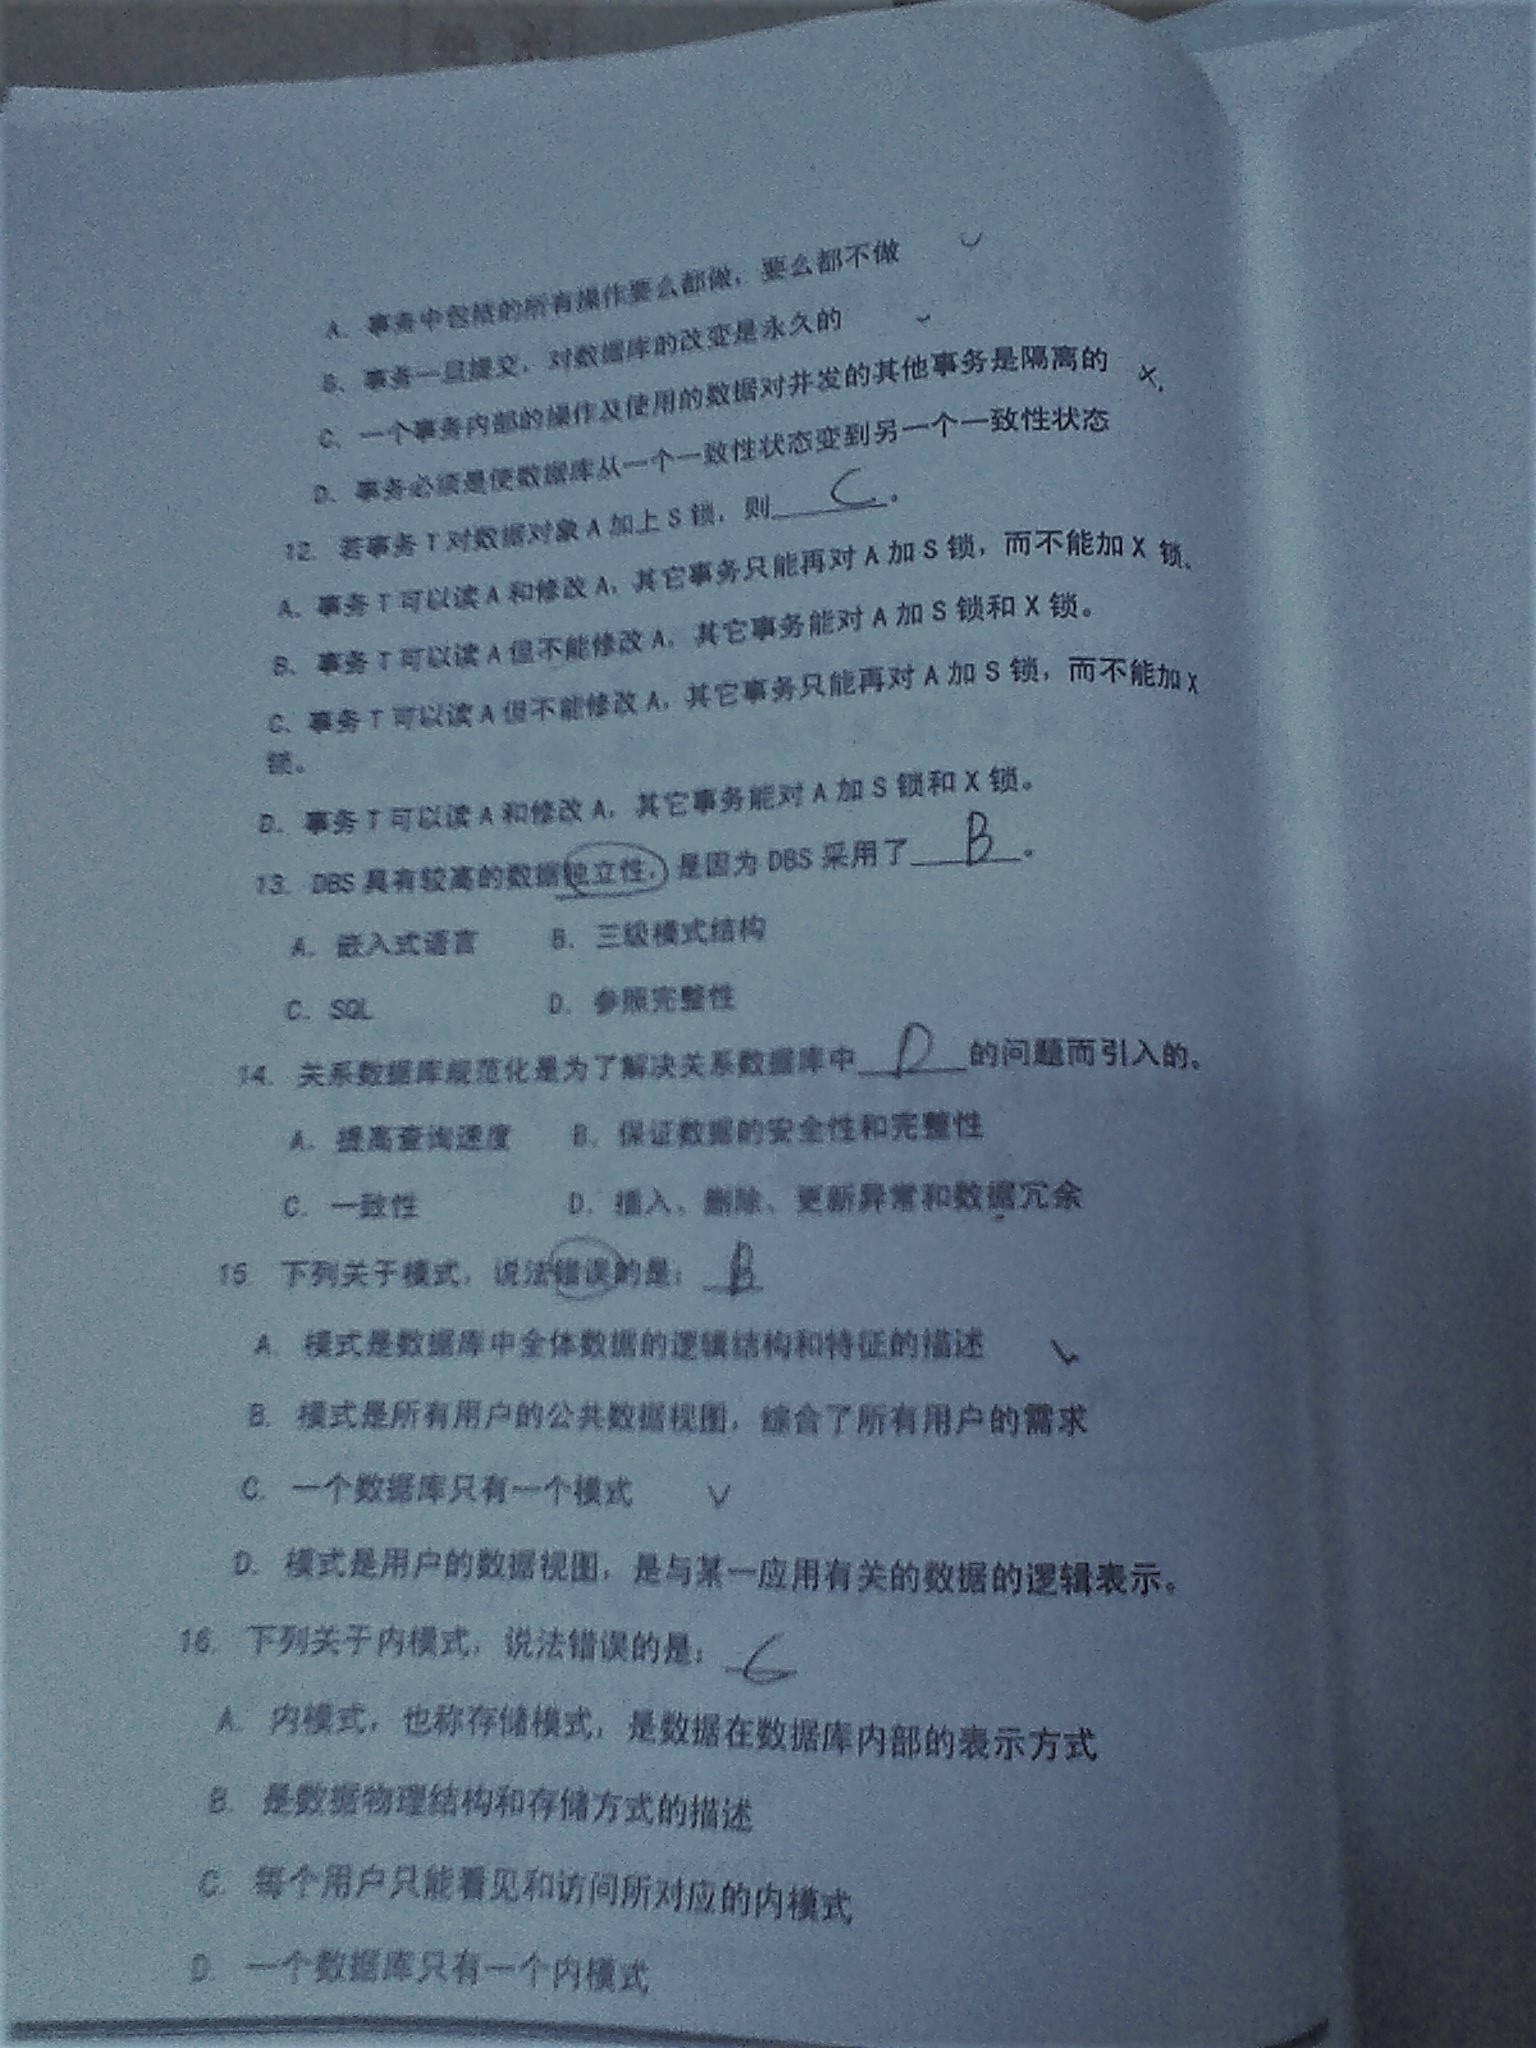 A. 事务中包括的所有操作要么都做，要么都不做 ✓
B、事务一旦提交，对数据库的改变是永久的 ✓
C、一个事务内部的操作及使用的数据对并发的其他事务是隔离的 ×
D、事务必须是使数据库从一个一致性状态变到另一个一致性状态
12. 若事务 T 对数据对象 A 加上 S 锁，则 C 。
A、事务 T 可以读 A 和修改 A，其它事务只能再对 A 加 S 锁，而不能加 X 锁、
B、事务 T 可以读 A 但不能修改 A，其它事务能对 A 加 S 锁和 X 锁。
C、事务 T 可以读 A 但不能修改 A，其它事务只能再对 A 加 S 锁，而不能加 X
锁。
D. 事务 T 可以读 A 和修改 A，其它事务能对 A 加 S 锁和 X 锁。
13. DBS 具有较高的数据独立性，是因为 DBS 采用了 B 。
A. 嵌入式语言 B. 三级模式结构
C. SQL D. 参照完整性
14. 关系数据库规范化是为了解决关系数据库中 D 的问题而引入的。
A. 提高查询速度 B. 保证数据的安全性和完整性
C. 一致性 D. 插入、删除、更新异常和数据冗余
15. 下列关于模式，说法错误的是： B
A. 模式是数据库中全体数据的逻辑结构和特征的描述 ✓
B. 模式是所有用户的公共数据视图，综合了所有用户的需求
C. 一个数据库只有一个模式 ✓
D. 模式是用户的数据视图，是与某一应用有关的数据的逻辑表示。
16. 下列关于内模式，说法错误的是： C
A. 内模式，也称存储模式，是数据在数据库内部的表示方式
B. 是数据物理结构和存储方式的描述
C. 每个用户只能看见和访问所对应的内模式
D. 一个数据库只有一个内模式